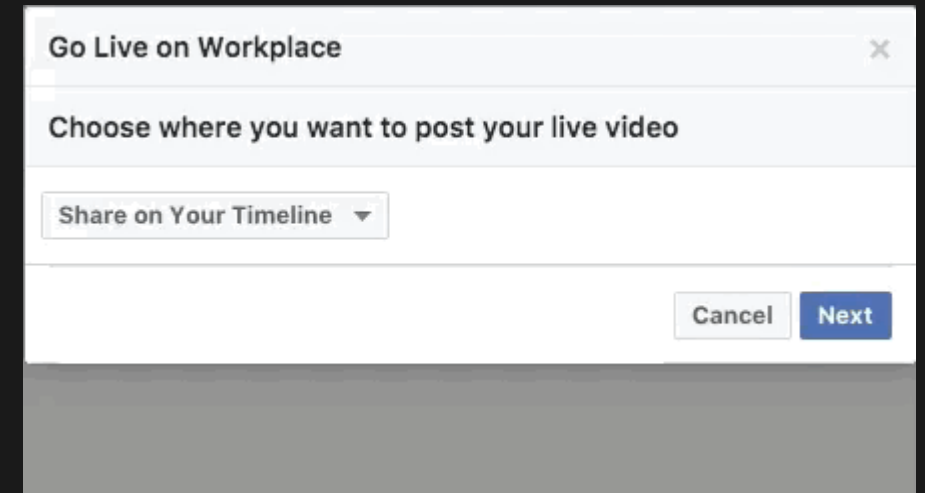 Go Live on Workplace
Choose where you want to post your live video
Share on Your Timeline
Cancel Next